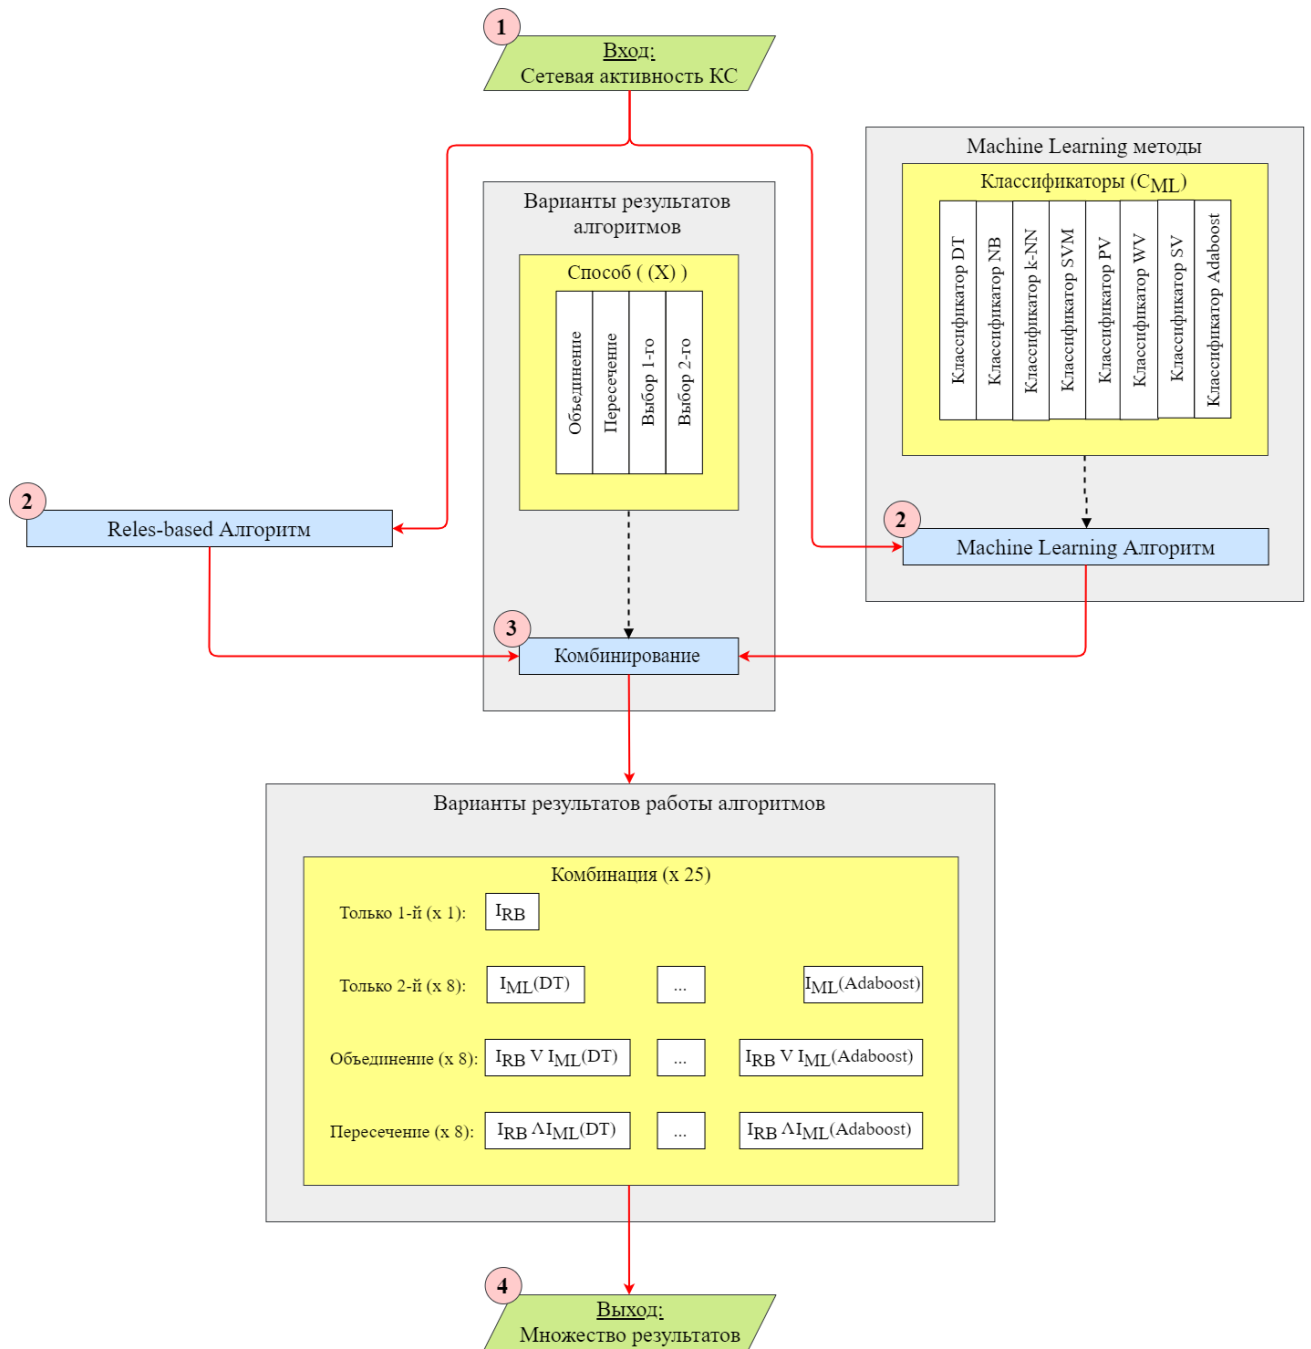 1
Вход:
Сетевая активность КС
Machine Learning методы
Классификаторы (CML)
Классификатор DT
Классификатор NB
Классификатор k-NN
Классификатор SVM
Классификатор PV
Классификатор WV
Классификатор SV
Классификатор Adaboost
Варианты результатов
алгоритмов
Способ ( (X) )
Объединение
Пересечение
Выбор 1-го
Выбор 2-го
2
Reles-based Алгоритм
2
Machine Learning Алгоритм
3
Комбинирование
Варианты результатов работы алгоритмов
Комбинация (x 25)
Только 1-й (x 1): IRB
Только 2-й (x 8): IML(DT) ... IML(Adaboost)
Объединение (x 8): IRB V IML(DT) ... IRB V IML(Adaboost)
Пересечение (x 8): IRB ΛIML(DT) ... IRB ΛIML(Adaboost)
4
Выход:
Множество результатов